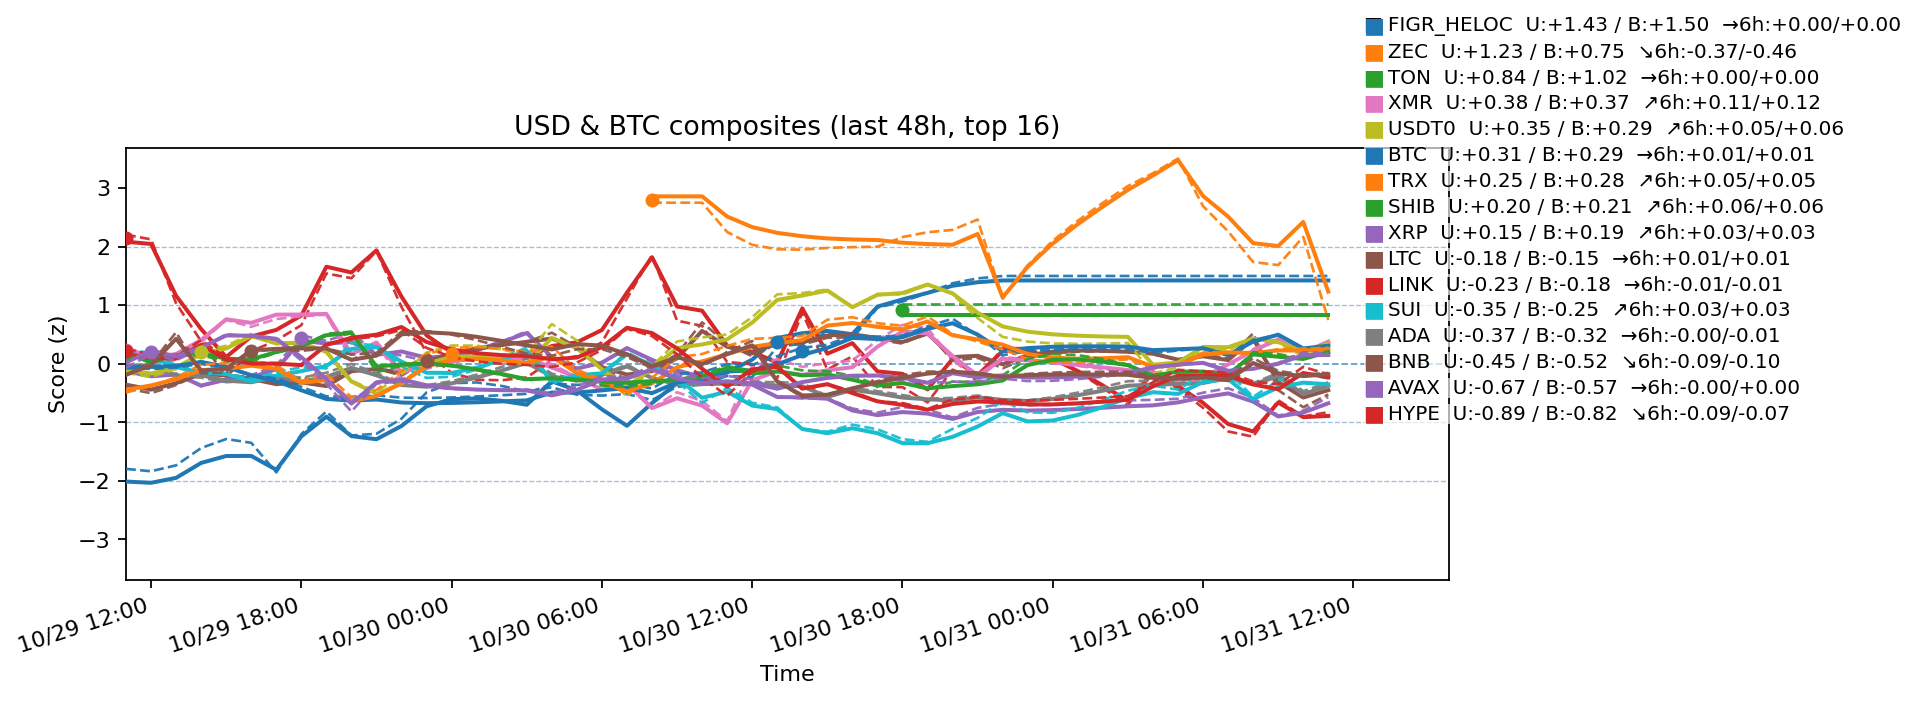 FIGR_HELOC  U:+1.43 / B:+1.50  →6h:+0.00/+0.00
ZEC  U:+1.23 / B:+0.75  ↘6h:-0.37/-0.46
TON  U:+0.84 / B:+1.02  →6h:+0.00/+0.00
XMR  U:+0.38 / B:+0.37  ↗6h:+0.11/+0.12
USDT0  U:+0.35 / B:+0.29  ↗6h:+0.05/+0.06
BTC  U:+0.31 / B:+0.29  →6h:+0.01/+0.01
TRX  U:+0.25 / B:+0.28  ↗6h:+0.05/+0.05
SHIB  U:+0.20 / B:+0.21  ↗6h:+0.06/+0.06
XRP  U:+0.15 / B:+0.19  ↗6h:+0.03/+0.03
LTC  U:-0.18 / B:-0.15  →6h:+0.01/+0.01
LINK  U:-0.23 / B:-0.18  →6h:-0.01/-0.01
SUI  U:-0.35 / B:-0.25  ↗6h:+0.03/+0.03
ADA  U:-0.37 / B:-0.32  →6h:-0.00/-0.01
BNB  U:-0.45 / B:-0.52  ↘6h:-0.09/-0.10
AVAX  U:-0.67 / B:-0.57  →6h:-0.00/+0.00
HYPE  U:-0.89 / B:-0.82  ↘6h:-0.09/-0.07
USD & BTC composites (last 48h, top 16)
Score (z)
3
2
1
0
−1
−2
−3
10/29 12:00
10/29 18:00
10/30 00:00
10/30 06:00
10/30 12:00
10/30 18:00
10/31 00:00
10/31 06:00
10/31 12:00
Time